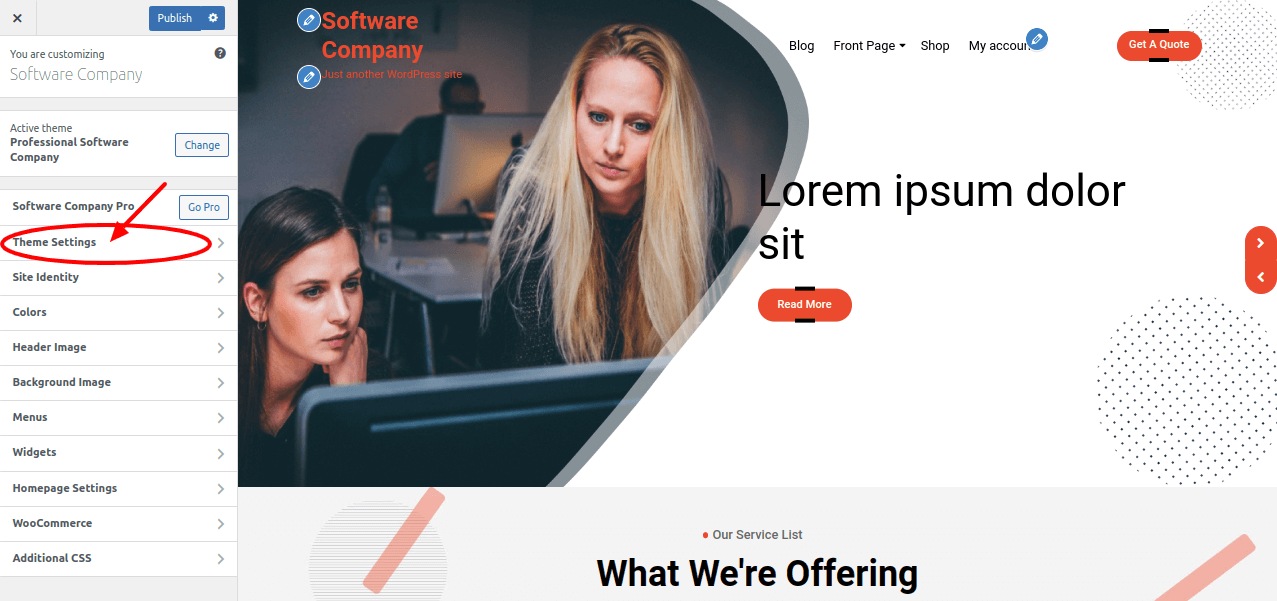 Publish
You are customizing
Software Company
Active theme
Professional Software
Company
Change
Software Company Pro
Go Pro
Theme Settings
Site Identity
Colors
Header Image
Background Image
Menus
Widgets
Homepage Settings
WooCommerce
Additional CSS
Software
Company
Just another WordPress site
Blog
Front Page
Shop
My accoun
Get A Quote
Lorem ipsum dolor
sit
Read More
Our Service List
What We're Offering